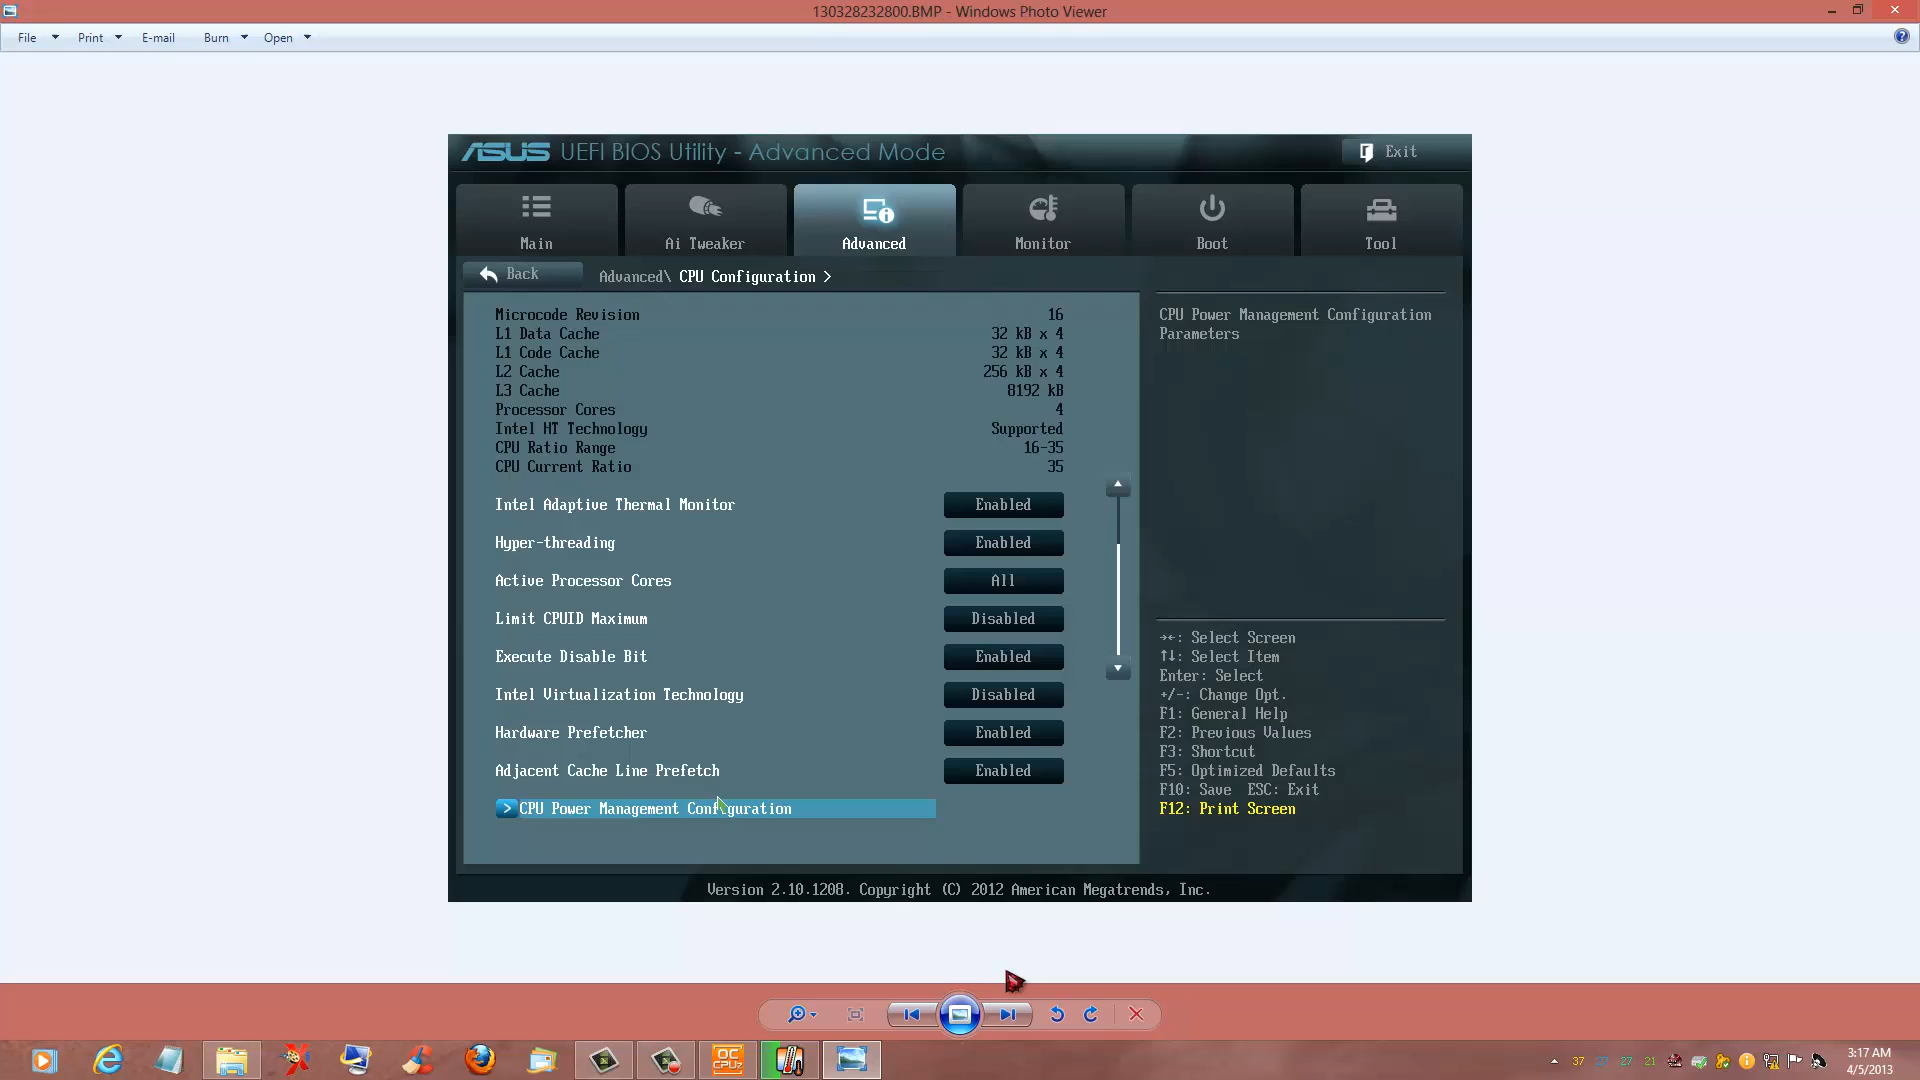 130328232800.BMP - Windows Photo Viewer
File Print E-mail Burn Open
ASUS UEFI BIOS Utility - Advanced Mode
Exit
Main Ai Tweaker Advanced Monitor Boot Tool
Back Advanced\ CPU Configuration >
Microcode Revision 16
L1 Data Cache 32 kB x 4
L1 Code Cache 32 kB x 4
L2 Cache 256 kB x 4
L3 Cache 8192 kB
Processor Cores 4
Intel HT Technology Supported
CPU Ratio Range 16-35
CPU Current Ratio 35
Intel Adaptive Thermal Monitor Enabled
Hyper-threading Enabled
Active Processor Cores All
Limit CPUID Maximum Disabled
Execute Disable Bit Enabled
Intel Virtualization Technology Disabled
Hardware Prefetcher Enabled
Adjacent Cache Line Prefetch Enabled
> CPU Power Management Configuration
CPU Power Management Configuration
Parameters
→←: Select Screen
↑↓: Select Item
Enter: Select
+/-: Change Opt.
F1: General Help
F2: Previous Values
F3: Shortcut
F5: Optimized Defaults
F10: Save ESC: Exit
F12: Print Screen
Version 2.10.1208. Copyright (C) 2012 American Megatrends, Inc.
OC
CPUZ
37 27 21
3:17 AM
4/5/2013